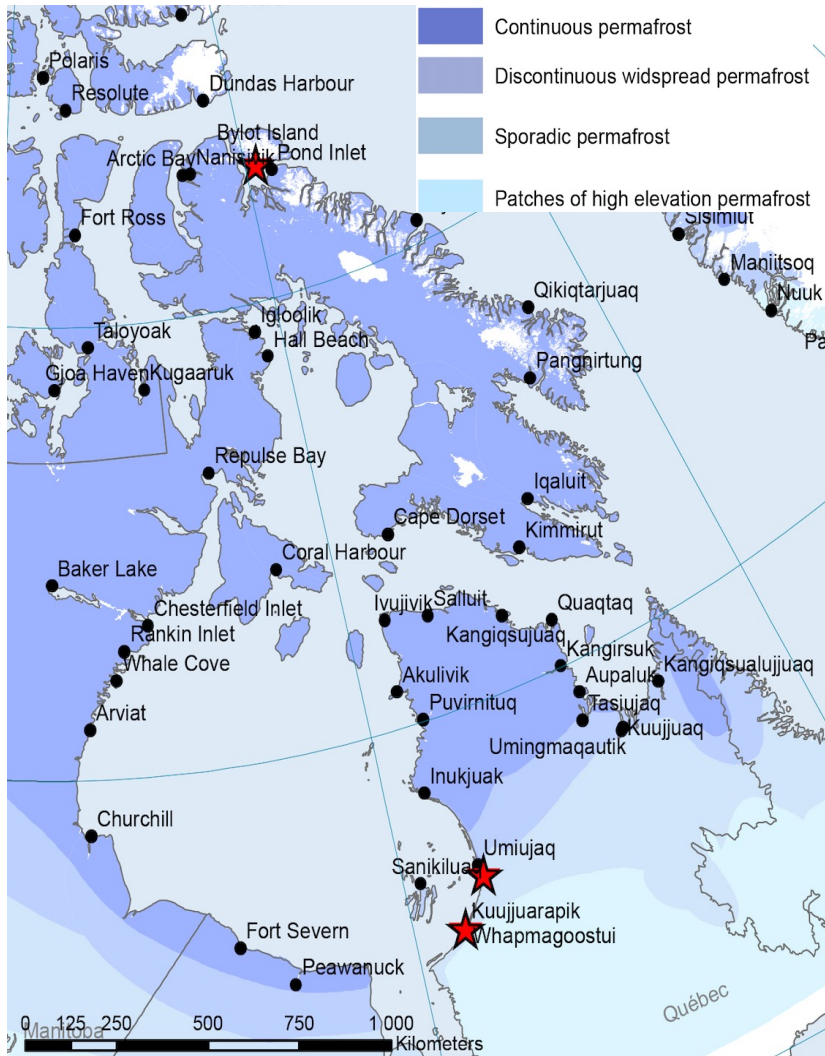 Continuous permafrost
Discontinuous widspread permafrost
Sporadic permafrost
Patches of high elevation permafrost
Polaris
Resolute
Dundas Harbour
Bylot Island
Arctic Bay
Pond Inlet
Fort Ross
Sisimiut
Maniitsoq
Nuuk
Qikiqtarjuaq
Igloolik
Taloyoak
Hall Beach
Gjoa Haven
Kugaaruk
Pangnirtung
Repulse Bay
Iqaluit
Cape Dorset
Kimmirut
Coral Harbour
Baker Lake
Chesterfield Inlet
Ivujivik
Salluit
Quaqtaq
Kangiqsujuaq
Rankin Inlet
Kangirsuk
Whale Cove
Akulivik
Aupaluk
Kangiqsualujjuaq
Puvirnituq
Tasiujaq
Arviat
Kuujjuaq
Umingmaqautik
Inukjuak
Churchill
Umiujaq
Kuujjuarapik
Whapmagoostui
Fort Severn
Peawanuck
Québec
0 125 250 500 750 1 000
Kilometers
Manitoba